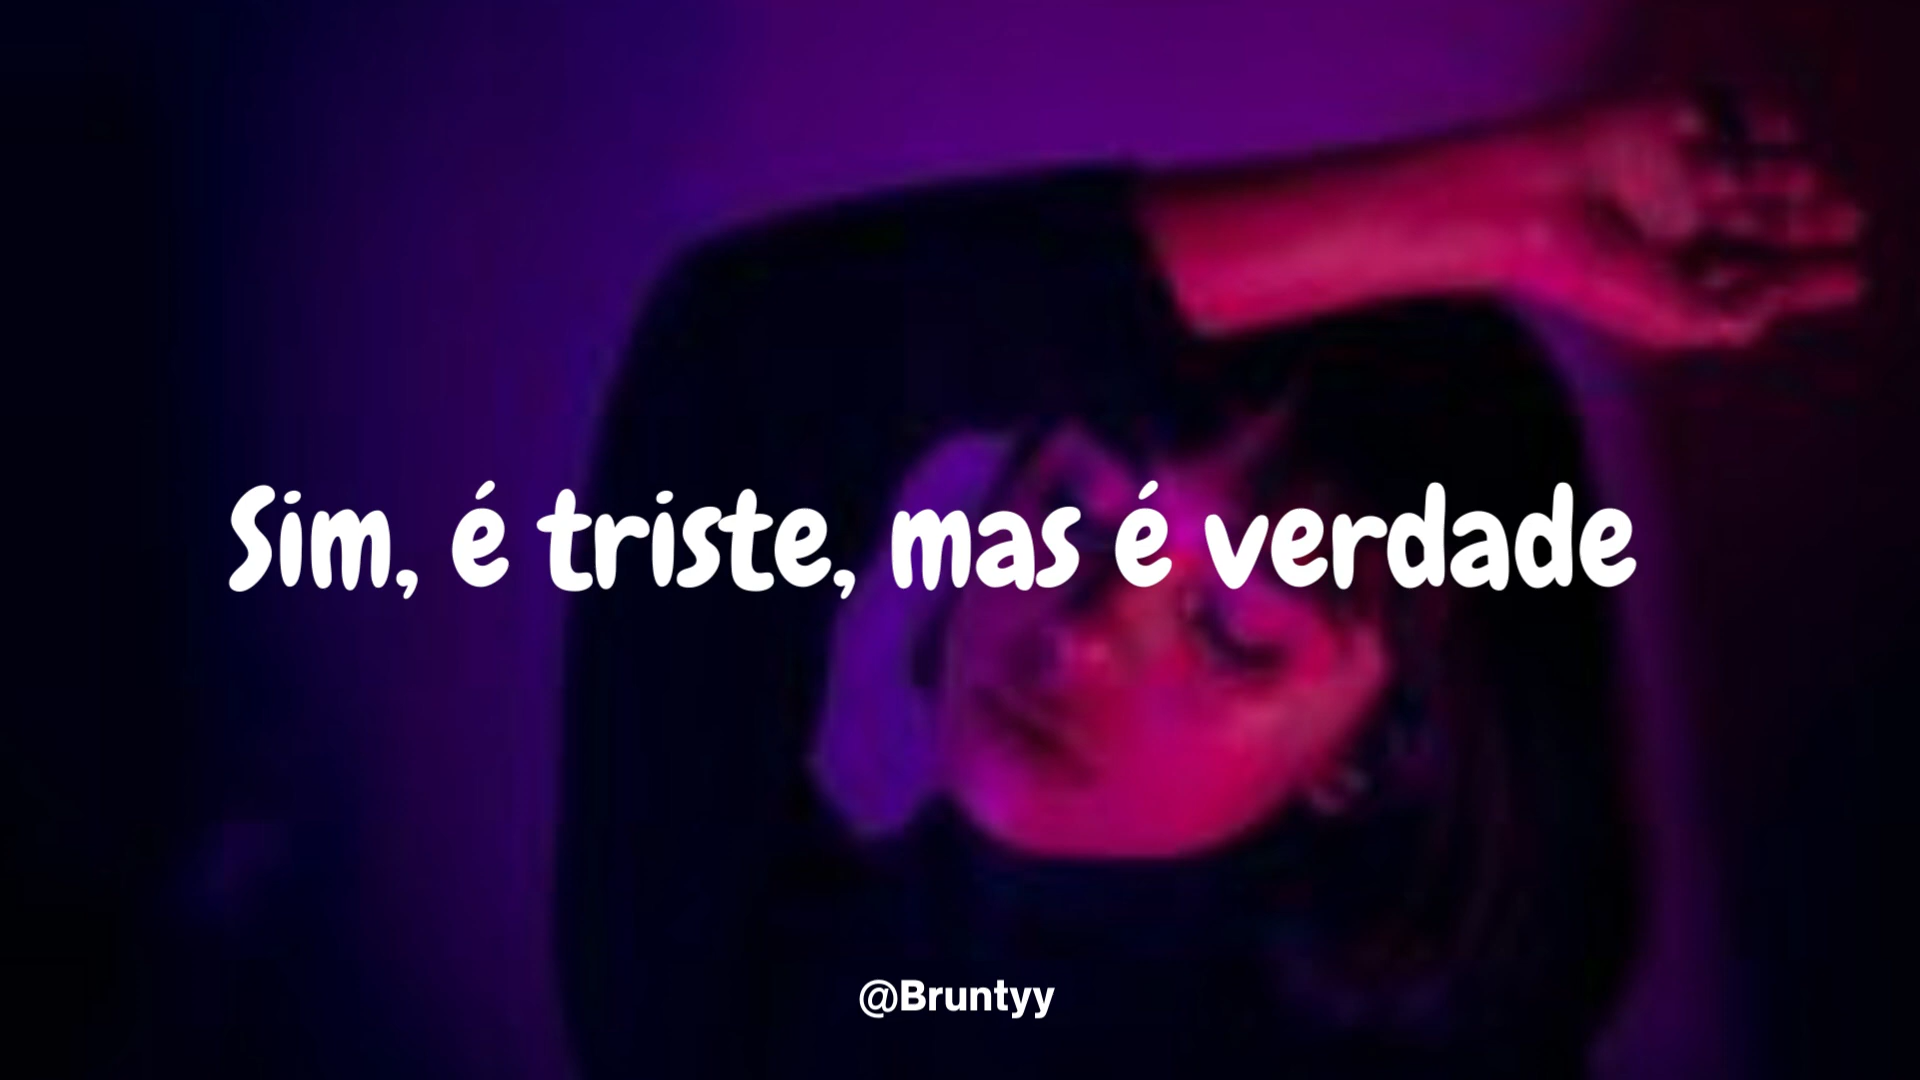 Sim, é triste, mas é verdade
@Bruntyy